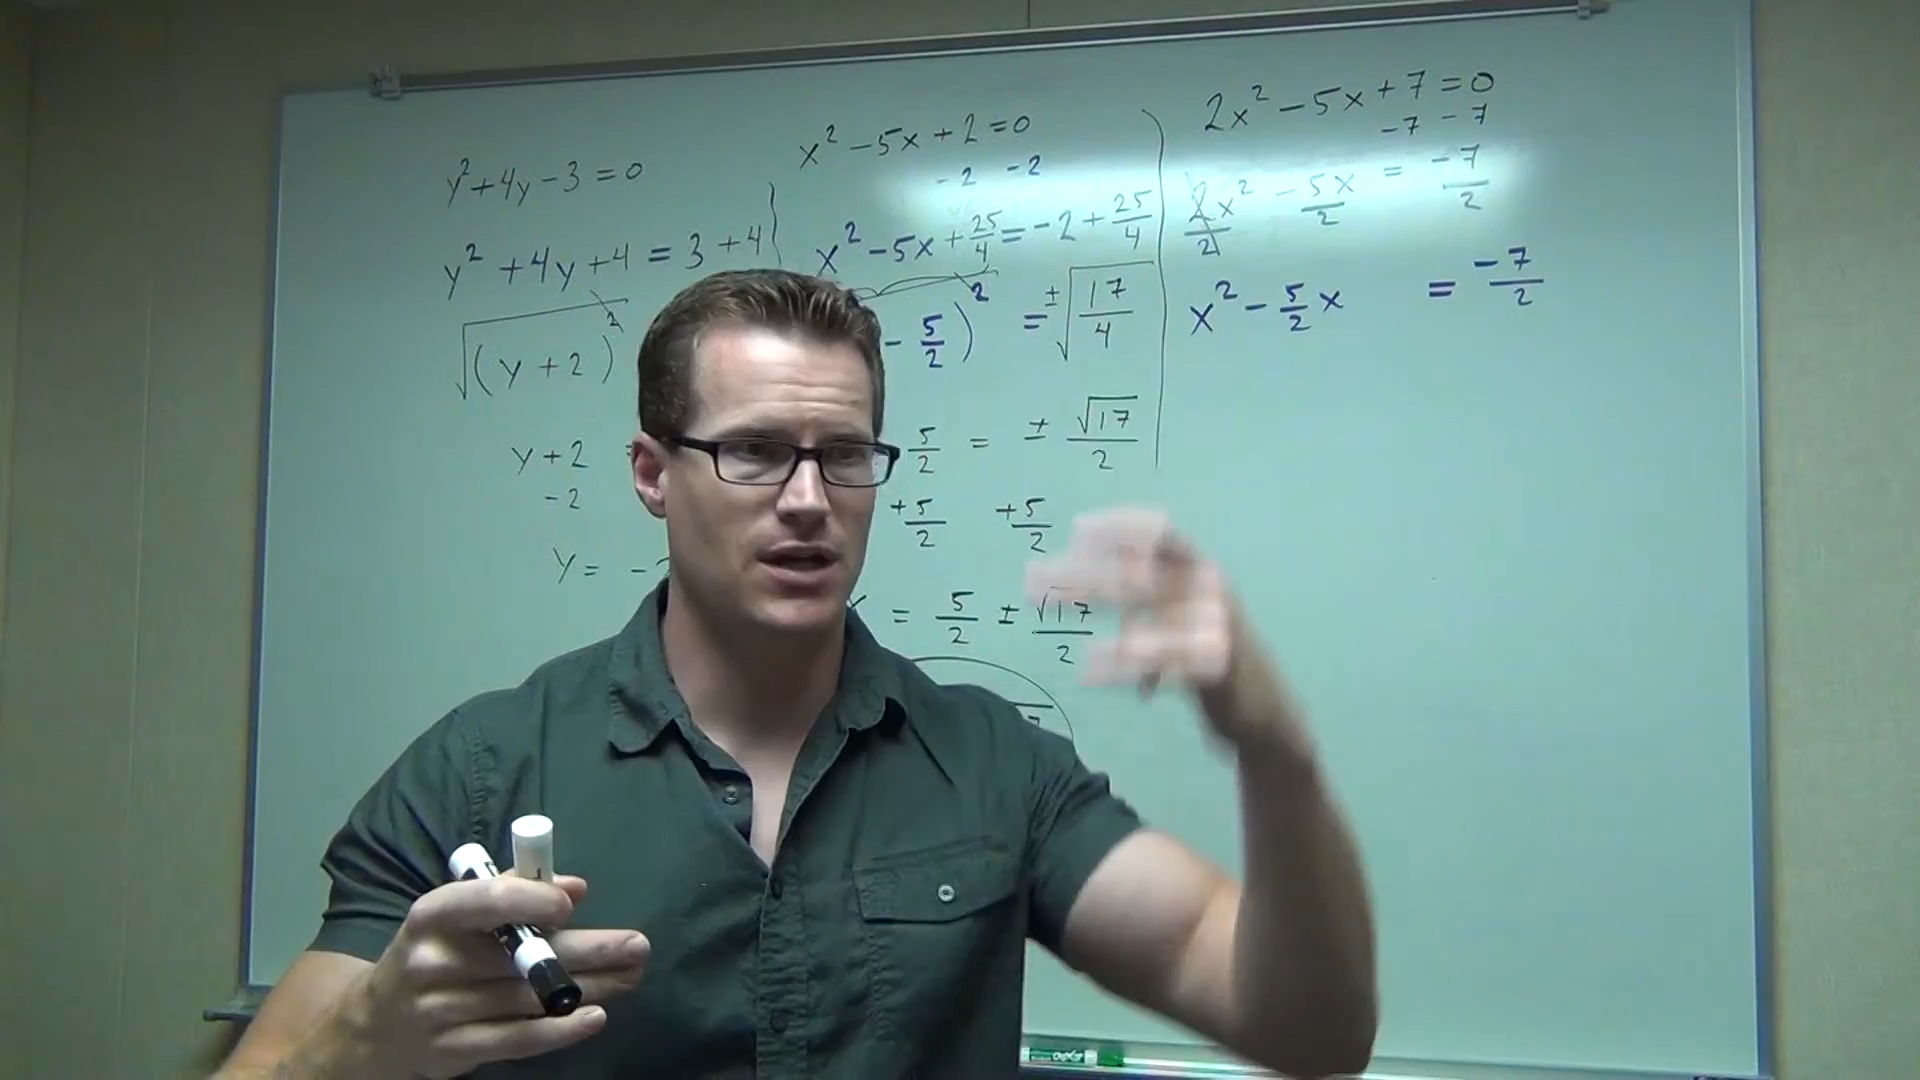 y² + 4y - 3 = 0
y² + 4y + 4 = 3 + 4
√(y + 2)²
y + 2
-2
y = -
x² - 5x + 2 = 0
-2 -2
x² - 5x + 25/4 = -2 + 25/4
- 5/2)² = ±√17/4
5/2 = ± √17/2
+5/2 +5/2
x = 5/2 ± √17/2
2x² - 5x + 7 = 0
-7 -7
2x²/2 - 5x/2 = -7/2
x² - 5/2 x = -7/2
EXPO